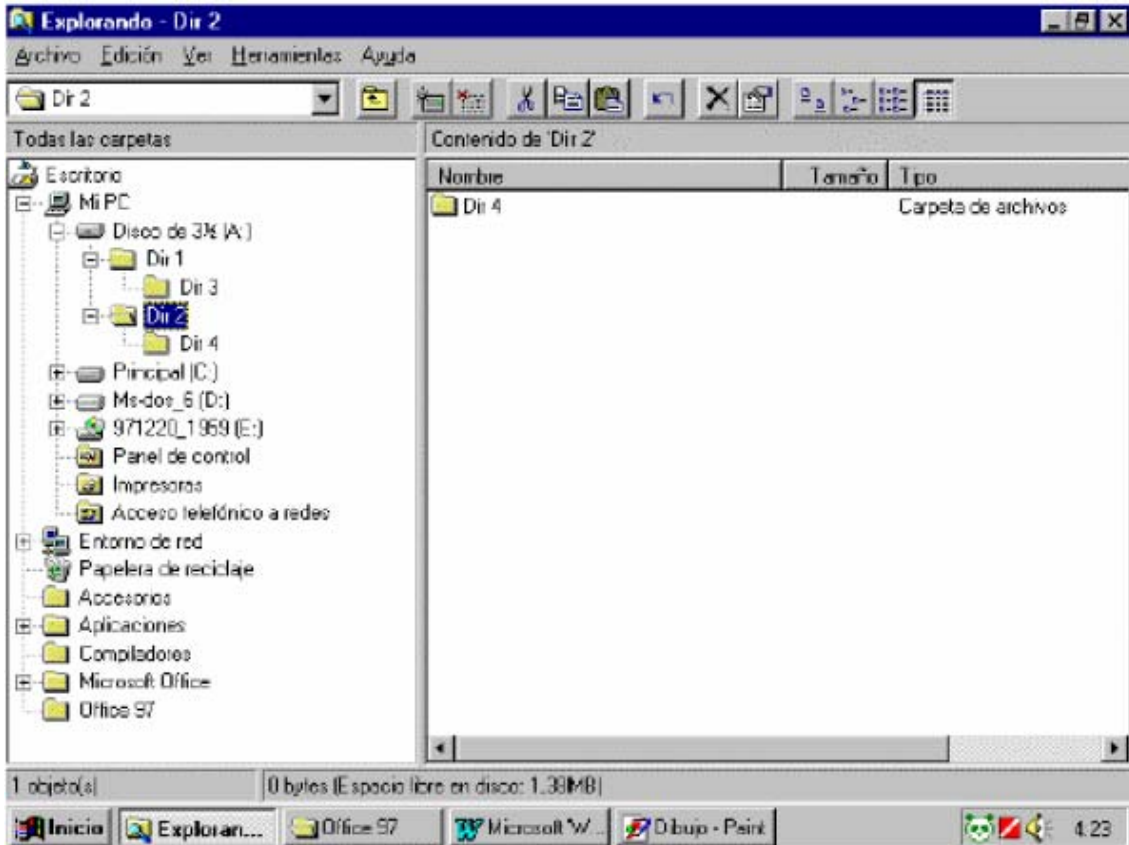 Explorando - Dir 2
Archivo Edición Ver Herramientas Ayuda
Dir 2
Todas las carpetas
Contenido de 'Dir 2'
Escritorio
Nombre Tamaño Tipo
Mi PC
Dir 4 Carpeta de archivos
Disco de 3½ (A:)
Dir 1
Dir 3
Dir 2
Dir 4
Principal (C:)
Ms-dos_6 (D:)
971220_1959 (E:)
Panel de control
Impresoras
Acceso telefónico a redes
Entorno de red
Papelera de reciclaje
Accesorios
Aplicaciones
Compiladores
Microsoft Office
Office 97
1 objeto(s) 0 bytes (Espacio libre en disco: 1.38MB)
Inicio Exploran... Office 97 Microsoft W... Dibujo - Paint 4:23